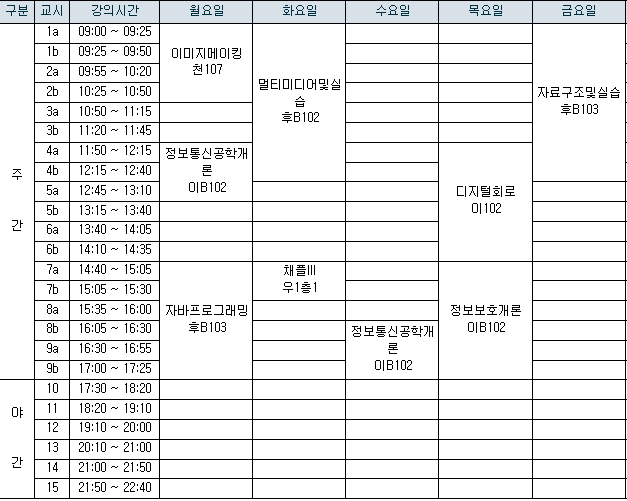 구분 교시 강의시간 월요일 화요일 수요일 목요일 금요일
주 간
1a 09:00 ~ 09:25
1b 09:25 ~ 09:50
2a 09:55 ~ 10:20
2b 10:25 ~ 10:50
3a 10:50 ~ 11:15
3b 11:20 ~ 11:45
4a 11:50 ~ 12:15
4b 12:15 ~ 12:40
5a 12:45 ~ 13:10
5b 13:15 ~ 13:40
6a 13:40 ~ 14:05
6b 14:10 ~ 14:35
7a 14:40 ~ 15:05
7b 15:05 ~ 15:30
8a 15:35 ~ 16:00
8b 16:05 ~ 16:30
9a 16:30 ~ 16:55
9b 17:00 ~ 17:25
야 간
10 17:30 ~ 18:20
11 18:20 ~ 19:10
12 19:10 ~ 20:00
13 20:10 ~ 21:00
14 21:00 ~ 21:50
15 21:50 ~ 22:40
이미지메이킹
천107
정보통신공학개
론
이B102
자바프로그래밍
후B103
멀티미디어및실
습
후B102
채플III
우1층1
정보통신공학개
론
이B102
디지털회로
이102
정보보호개론
이B102
자료구조및실습
후B103